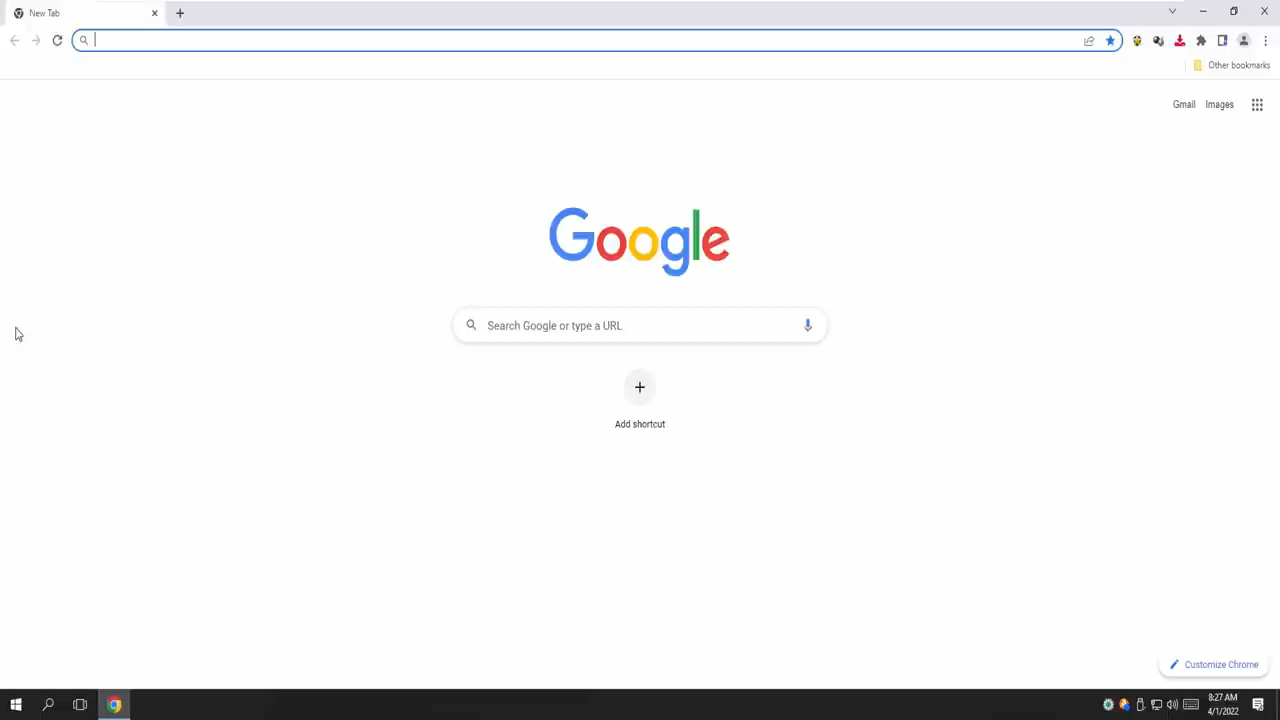 New Tab
Other bookmarks
Gmail Images
Google
Search Google or type a URL
Add shortcut
Customize Chrome
8:27 AM
4/1/2022